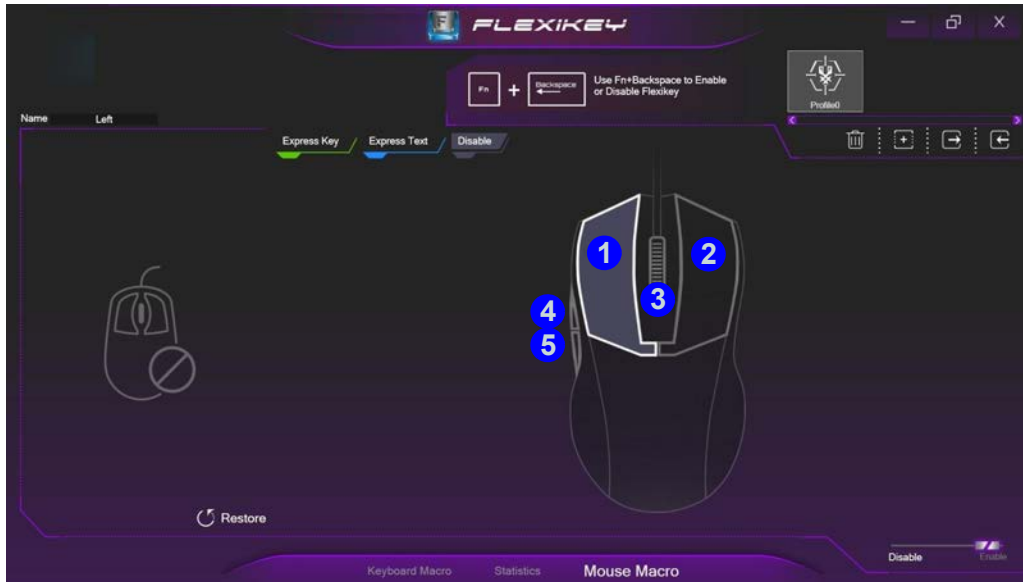 F FLEXIKEY
Fn + Backspace Use Fn+Backspace to Enable
or Disable Flexikey
Profile0
Name Left
Express Key Express Text Disable
1
2
3
4
5
Restore
Disable Enable
Keyboard Macro Statistics Mouse Macro